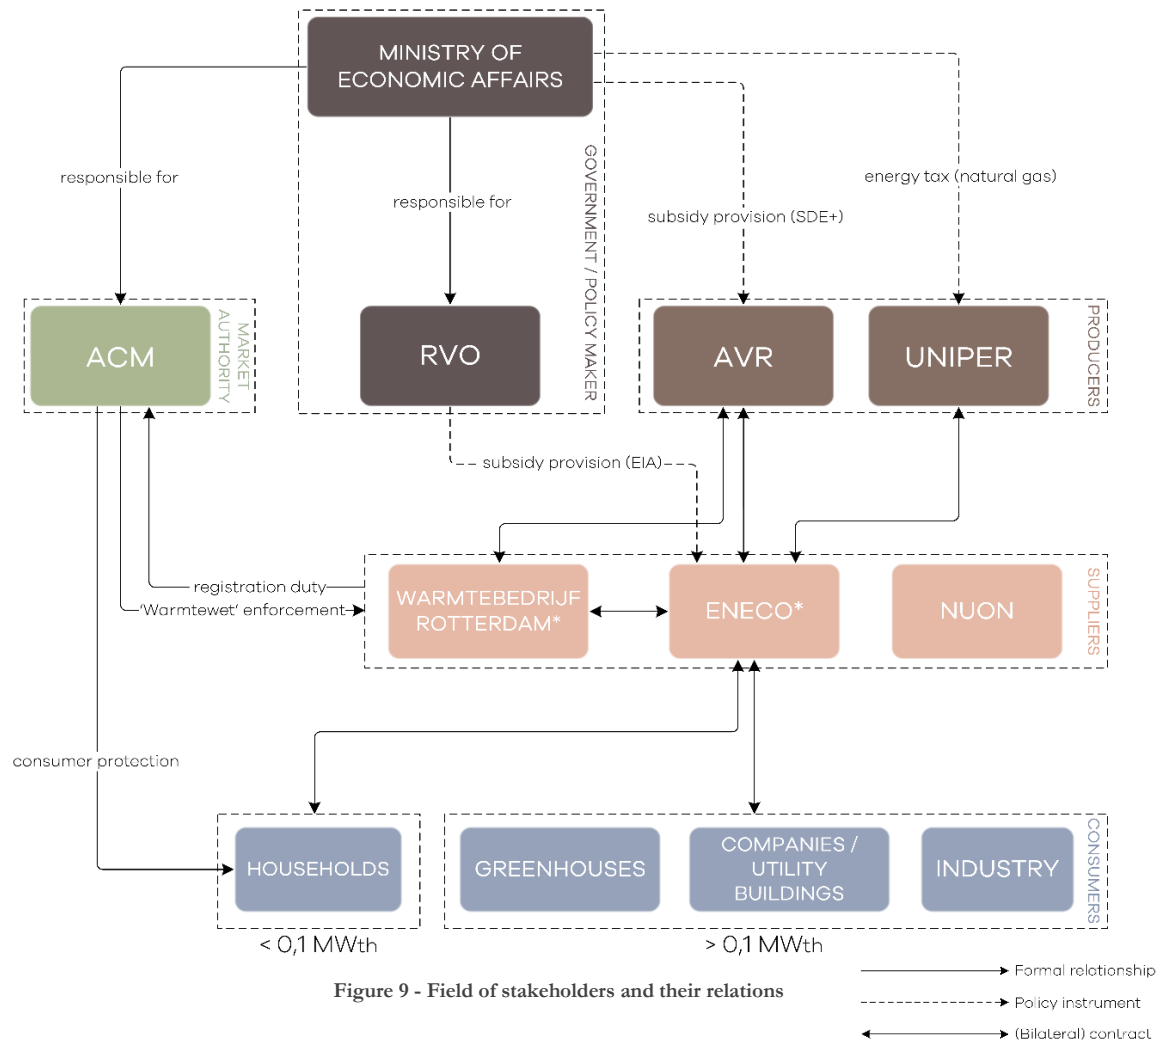 MINISTRY OF
ECONOMIC AFFAIRS
responsible for
responsible for
energy tax (natural gas)
subsidy provision (SDE+)
GOVERNMENT / POLICY MAKER
ACM
MARKET
AUTHORITY
RVO
AVR
UNIPER
PRODUCERS
subsidy provision (EIA)
registration duty
'Warmtewet' enforcement
WARMTEBEDRIJF
ROTTERDAM*
ENECO*
NUON
SUPPLIERS
consumer protection
HOUSEHOLDS
GREENHOUSES
COMPANIES /
UTILITY
BUILDINGS
INDUSTRY
CONSUMERS
< 0,1 MWth
> 0,1 MWth
Figure 9 - Field of stakeholders and their relations
Formal relationship
Policy instrument
(Bilateral) contract